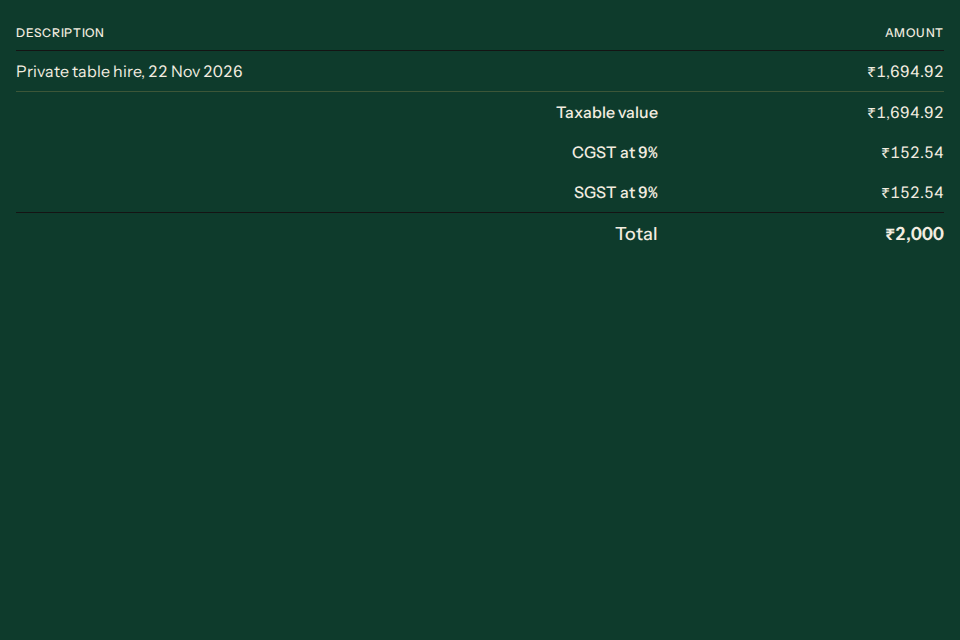 DESCRIPTION AMOUNT
Private table hire, 22 Nov 2026 ₹1,694.92
Taxable value ₹1,694.92
CGST at 9% ₹152.54
SGST at 9% ₹152.54
Total ₹2,000